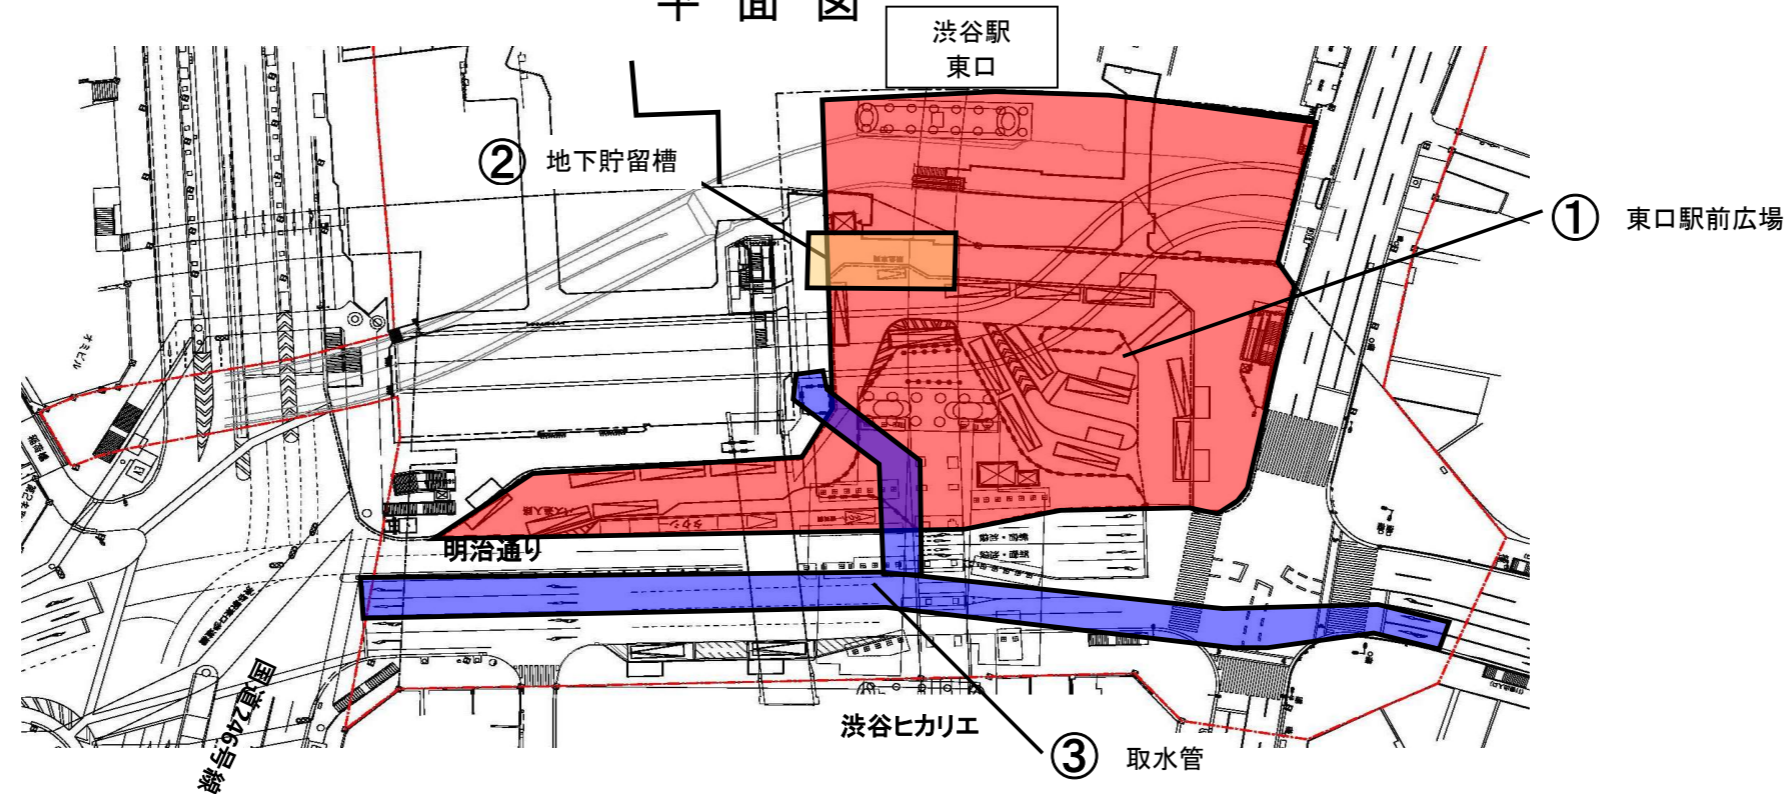 平 面 図
渋谷駅
東口
② 地下貯留槽
① 東口駅前広場
明治通り
国道246号線
渋谷ヒカリエ
③ 取水管